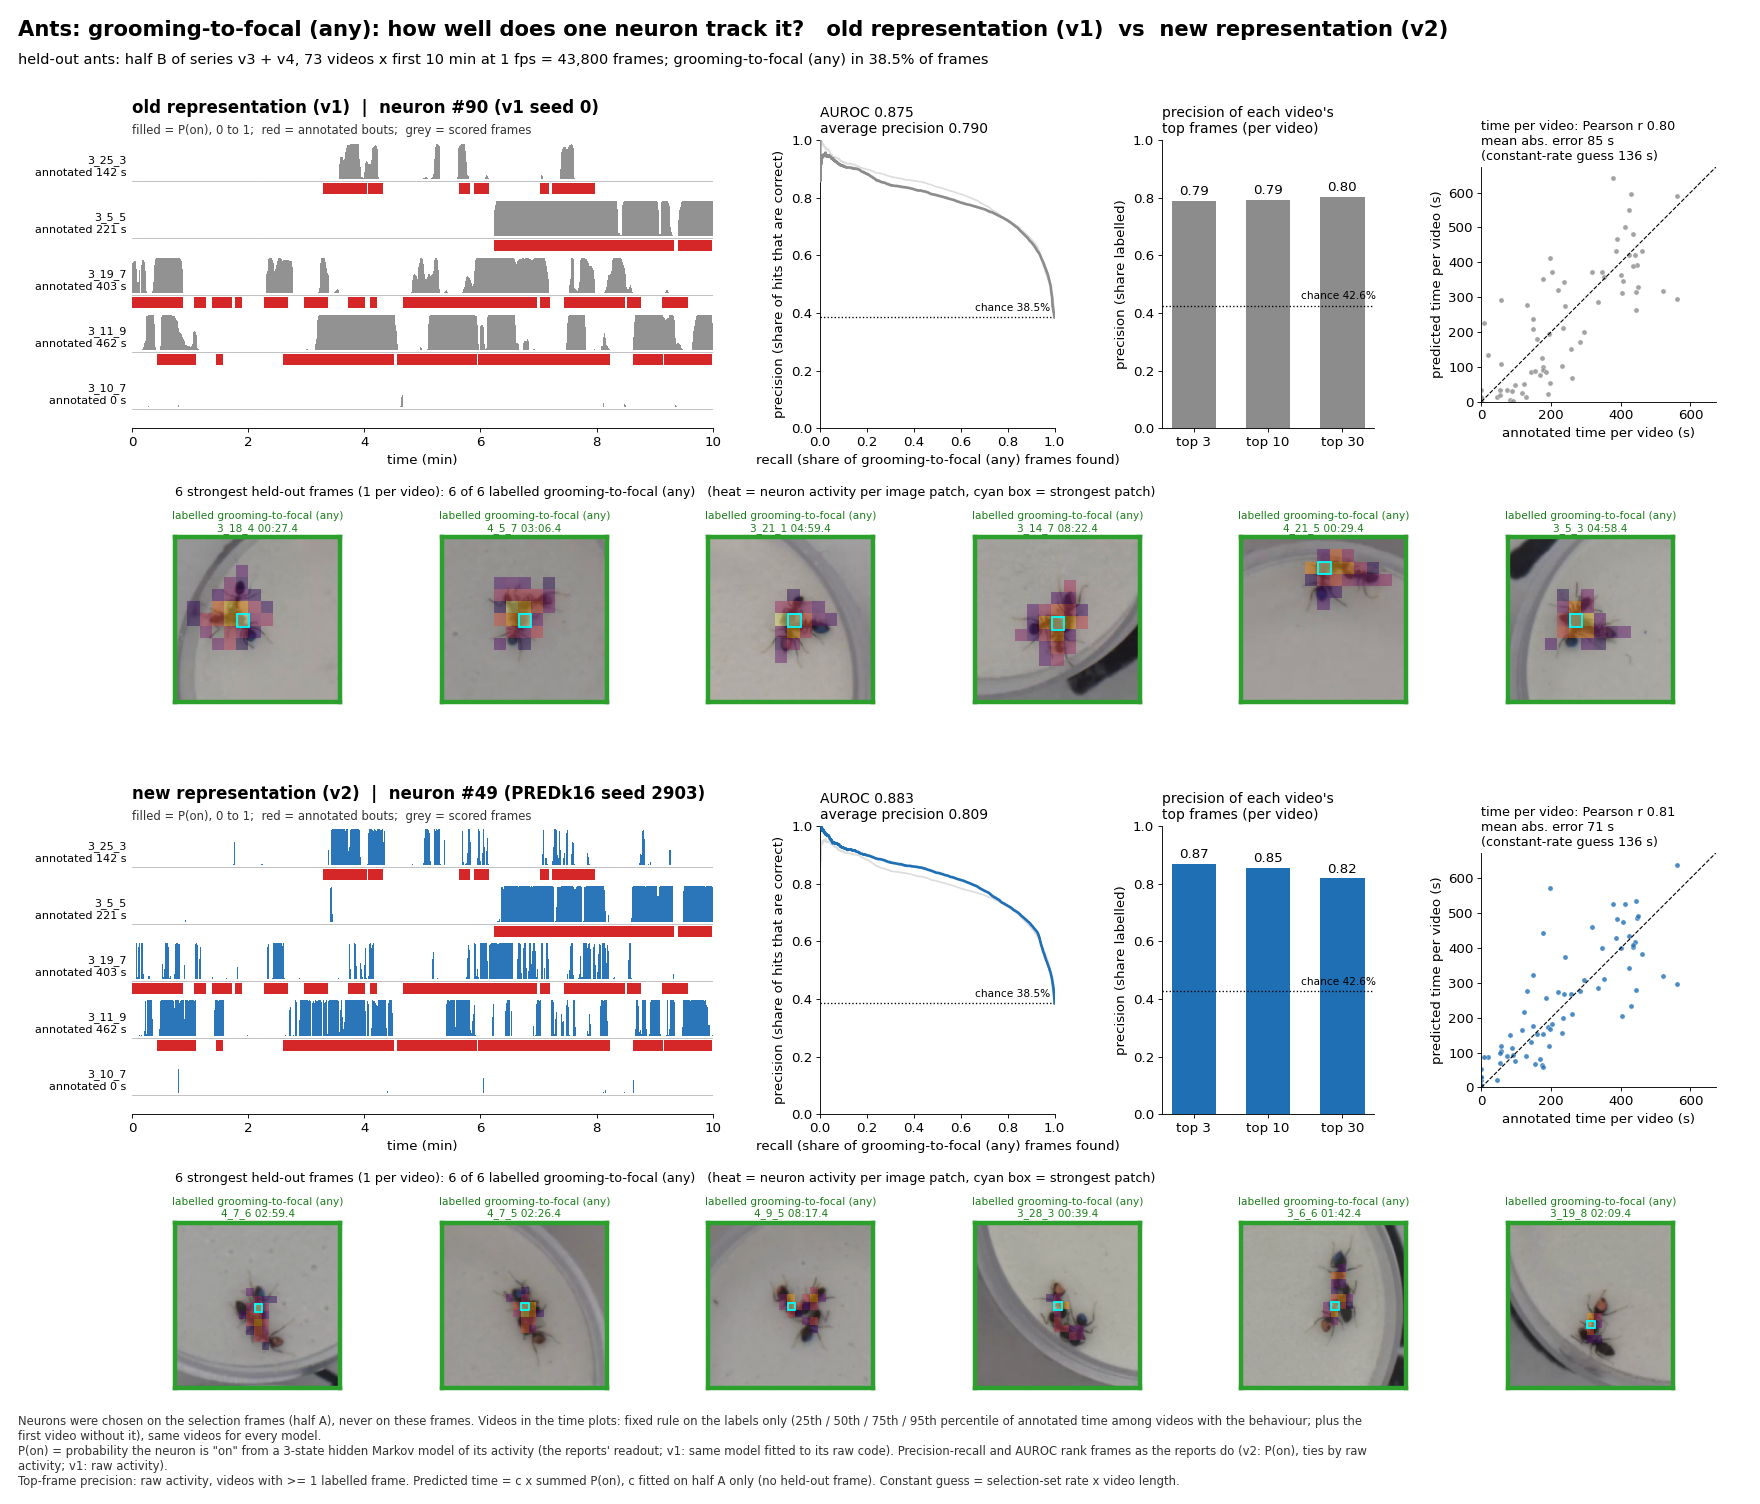 Ants: grooming-to-focal (any): how well does one neuron track it?   old representation (v1)  vs  new representation (v2)
held-out ants: half B of series v3 + v4, 73 videos x first 10 min at 1 fps = 43,800 frames; grooming-to-focal (any) in 38.5% of frames
old representation (v1)  |  neuron #90 (v1 seed 0)
filled = P(on), 0 to 1;  red = annotated bouts;  grey = scored frames
3_25_3
annotated 142 s
3_5_5
annotated 221 s
3_19_7
annotated 403 s
3_11_9
annotated 462 s
3_10_7
annotated 0 s
0 2 4 6 8 10
time (min)
AUROC 0.875
average precision 0.790
precision (share of hits that are correct)
1.0
0.8
0.6
0.4
0.2
0.0
chance 38.5%
0.0 0.2 0.4 0.6 0.8 1.0
recall (share of grooming-to-focal (any) frames found)
precision of each video's
top frames (per video)
precision (share labelled)
1.0
0.8
0.6
0.4
0.2
0.0
0.79 0.79 0.80
chance 42.6%
top 3 top 10 top 30
time per video: Pearson r 0.80
mean abs. error 85 s
(constant-rate guess 136 s)
predicted time per video (s)
600
500
400
300
200
100
0
0 200 400 600
annotated time per video (s)
6 strongest held-out frames (1 per video): 6 of 6 labelled grooming-to-focal (any)   (heat = neuron activity per image patch, cyan box = strongest patch)
labelled grooming-to-focal (any)
3_18_4 00:27.4
labelled grooming-to-focal (any)
4_5_7 03:06.4
labelled grooming-to-focal (any)
3_21_1 04:59.4
labelled grooming-to-focal (any)
3_14_7 08:22.4
labelled grooming-to-focal (any)
4_21_5 00:29.4
labelled grooming-to-focal (any)
3_5_3 04:58.4
new representation (v2)  |  neuron #49 (PREDk16 seed 2903)
filled = P(on), 0 to 1;  red = annotated bouts;  grey = scored frames
3_25_3
annotated 142 s
3_5_5
annotated 221 s
3_19_7
annotated 403 s
3_11_9
annotated 462 s
3_10_7
annotated 0 s
0 2 4 6 8 10
time (min)
AUROC 0.883
average precision 0.809
precision (share of hits that are correct)
1.0
0.8
0.6
0.4
0.2
0.0
chance 38.5%
0.0 0.2 0.4 0.6 0.8 1.0
recall (share of grooming-to-focal (any) frames found)
precision of each video's
top frames (per video)
precision (share labelled)
1.0
0.8
0.6
0.4
0.2
0.0
0.87 0.85 0.82
chance 42.6%
top 3 top 10 top 30
time per video: Pearson r 0.81
mean abs. error 71 s
(constant-rate guess 136 s)
predicted time per video (s)
600
500
400
300
200
100
0
0 200 400 600
annotated time per video (s)
6 strongest held-out frames (1 per video): 6 of 6 labelled grooming-to-focal (any)   (heat = neuron activity per image patch, cyan box = strongest patch)
labelled grooming-to-focal (any)
4_7_6 02:59.4
labelled grooming-to-focal (any)
4_7_5 02:26.4
labelled grooming-to-focal (any)
4_9_5 08:17.4
labelled grooming-to-focal (any)
3_28_3 00:39.4
labelled grooming-to-focal (any)
3_6_6 01:42.4
labelled grooming-to-focal (any)
3_19_8 02:09.4
Neurons were chosen on the selection frames (half A), never on these frames. Videos in the time plots: fixed rule on the labels only (25th / 50th / 75th / 95th percentile of annotated time among videos with the behaviour; plus the
first video without it), same videos for every model.
P(on) = probability the neuron is "on" from a 3-state hidden Markov model of its activity (the reports' readout; v1: same model fitted to its raw code). Precision-recall and AUROC rank frames as the reports do (v2: P(on), ties by raw
activity; v1: raw activity).
Top-frame precision: raw activity, videos with >= 1 labelled frame. Predicted time = c x summed P(on), c fitted on half A only (no held-out frame). Constant guess = selection-set rate x video length.